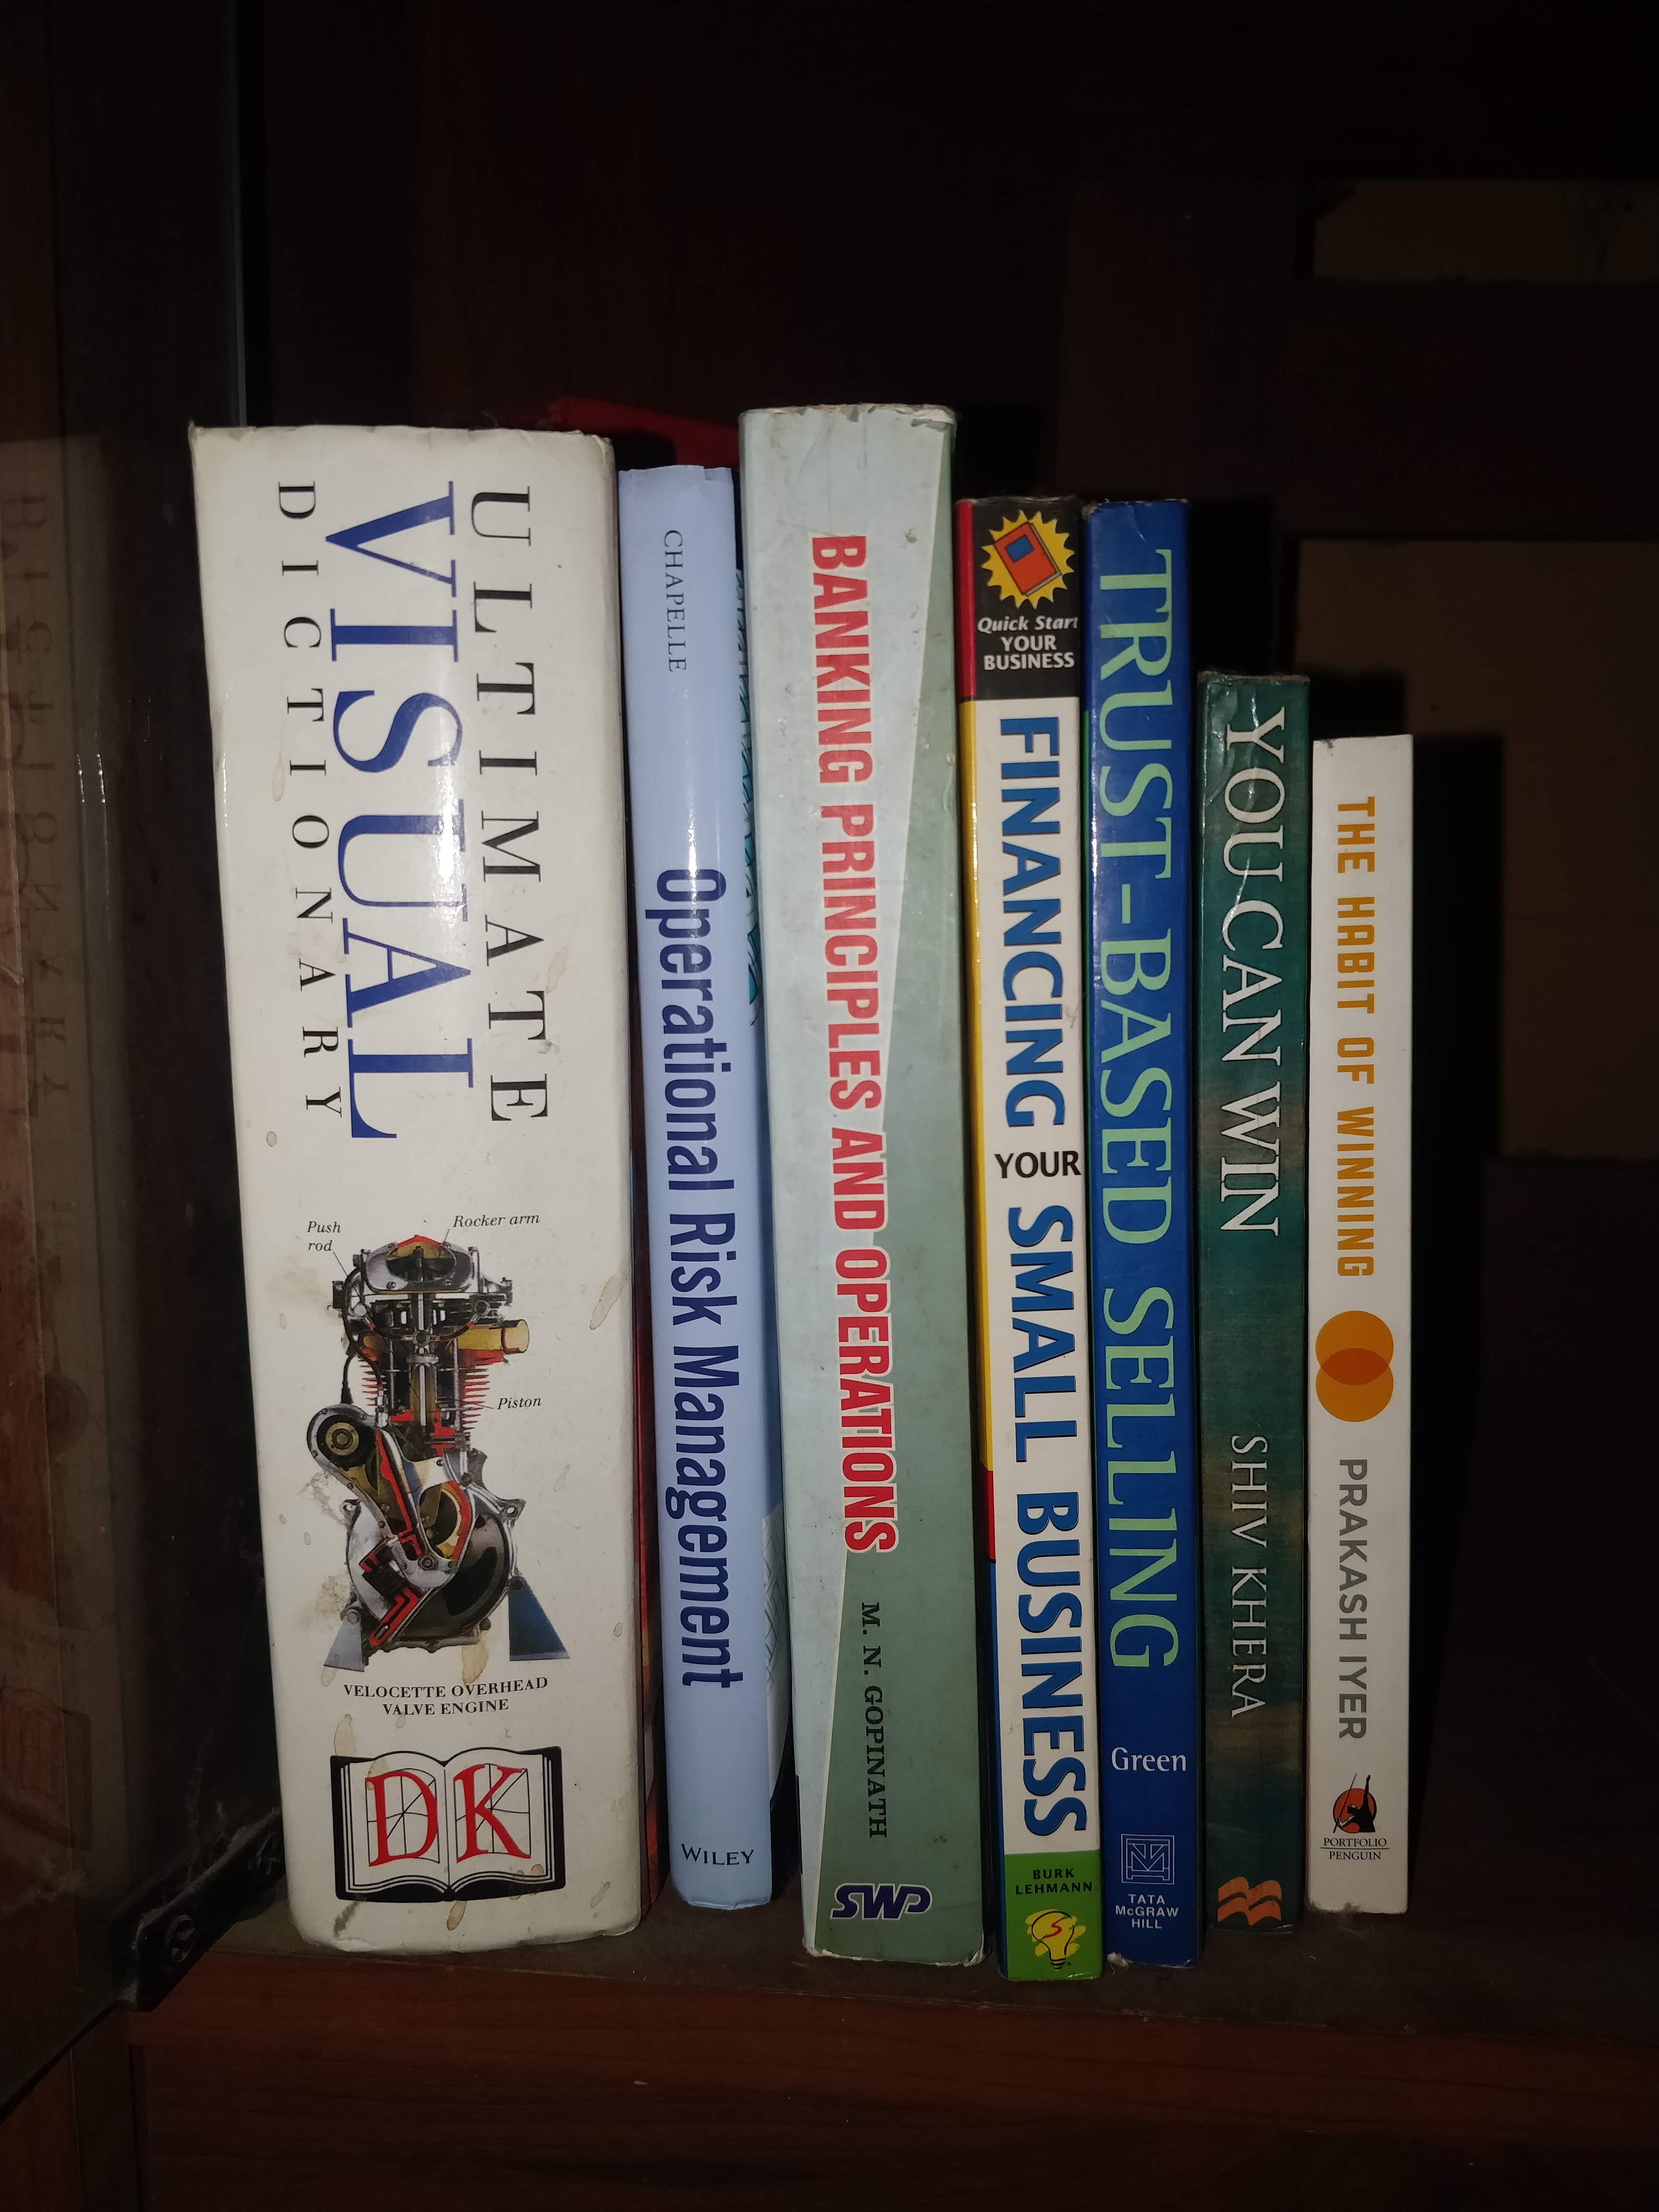 ULTIMATE
VISUAL
DICTIONARY
Push
rod
Rocker arm
Piston
VELOCETTE OVERHEAD
VALVE ENGINE
DK
CHAPELLE
Operational Risk Management
WILEY
BANKING PRINCIPLES AND OPERATIONS
M. N. GOPINATH
SWP
Quick Start
YOUR
BUSINESS
FINANCING YOUR SMALL BUSINESS
BURK
LEHMANN
TRUST-BASED SELLING
Green
TATA
McGRAW
HILL
YOU CAN WIN
SHIV KHERA
THE HABIT OF WINNING
PRAKASH IYER
PORTFOLIO
PENGUIN